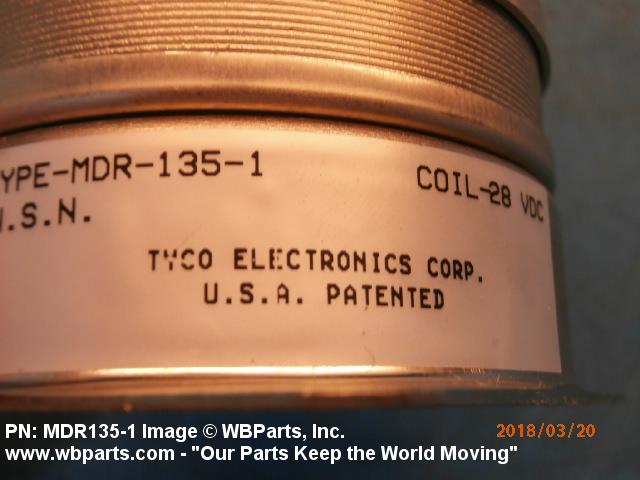 YPE-MDR-135-1
COIL-28 VDC
.S.N.
TYCO ELECTRONICS CORP.
U.S.A. PATENTED
PN: MDR135-1 Image © WBParts, Inc.
2018/03/20
www.wbparts.com - "Our Parts Keep the World Moving"